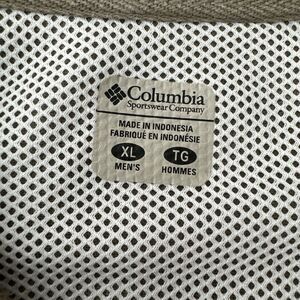 Columbia
Sportswear Company
MADE IN INDONESIA
FABRIQUÉ EN INDONÉSIE
XL TG
MEN'S HOMMES